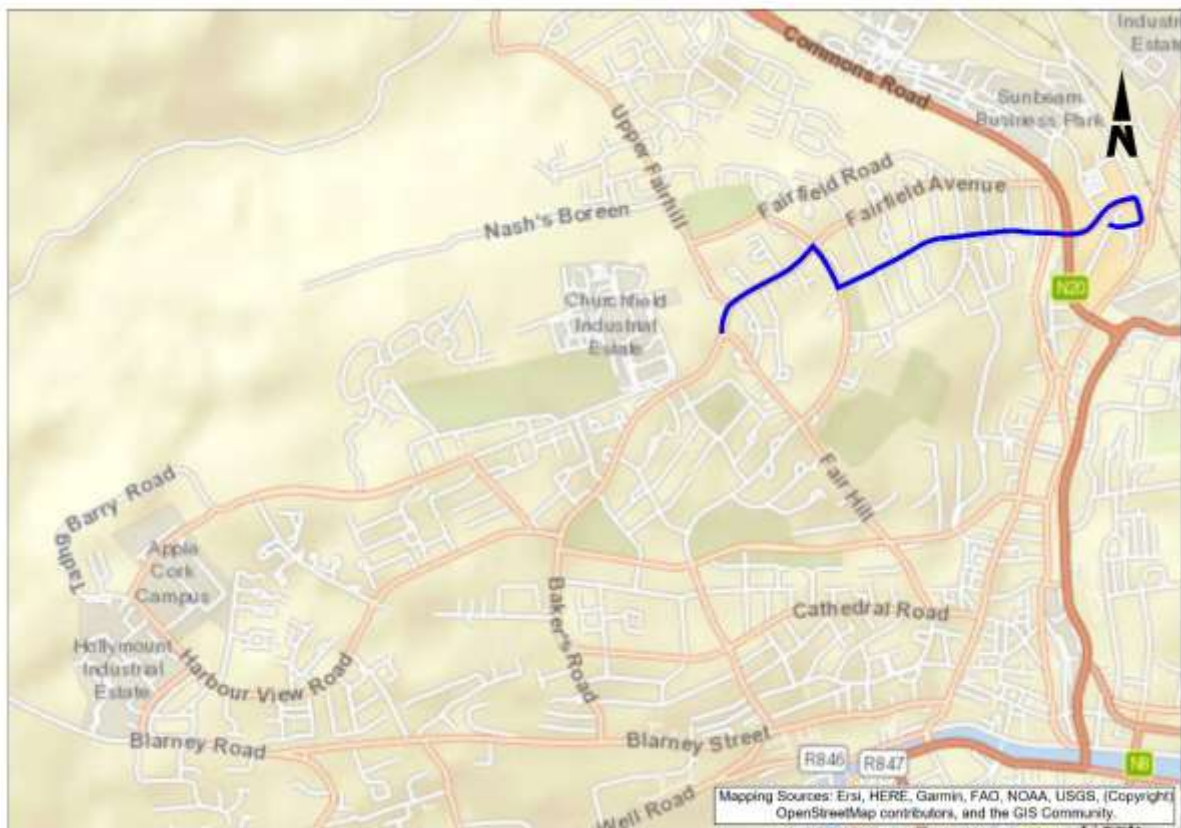 Commons Road
Industri
Estate
Sunbeam
Business Park
N
Upper Fairhill
Fairfield Road
Fairfield Avenue
Nash's Boreen
N20
Churchfield
Industrial
Estate
Fair Hill
Tadhg
Barry Road
Apple
Cork
Campus
Baker's Road
Cathedral Road
Hollymount
Industrial
Estate
Harbour View Road
Blarney Road
Blarney Street
R846
R847
N8
Well Road
Mapping Sources: Ersi, HERE, Garmin, FAO, NOAA, USGS, (Copyright)
OpenStreetMap contributors, and the GIS Community.